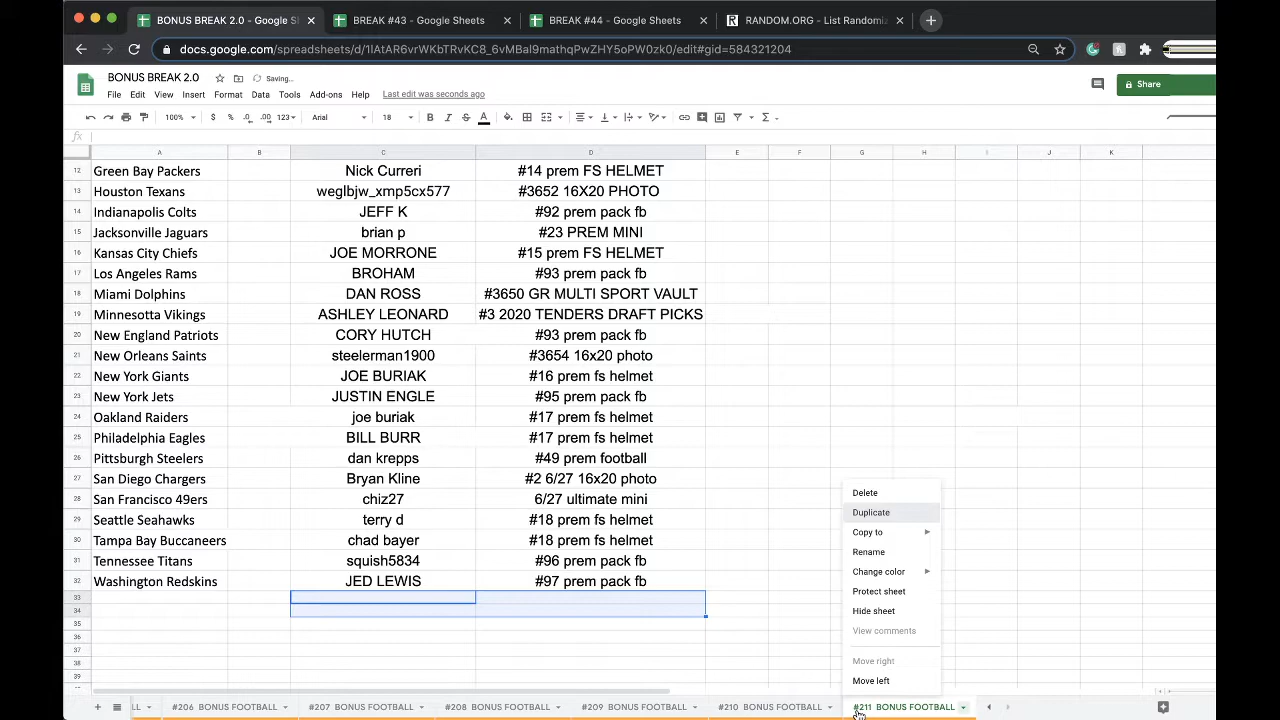 BONUS BREAK 2.0 - Google S
BREAK #43 - Google Sheets
BREAK #44 - Google Sheets
RANDOM.ORG - List Randomiz
docs.google.com/spreadsheets/d/1lAtAR6vrWKbTRvKC8_6vMBal9mathqPwZHY5oPW0zk0/edit#gid=584321204
BONUS BREAK 2.0 Saving...
File Edit View Insert Format Data Tools Add-ons Help Last edit was seconds ago
Share
100% $ % .0 .00 123 Arial 18 B I S A
fx
A B C D E F G H I J K
12 Green Bay Packers Nick Curreri #14 prem FS HELMET
13 Houston Texans weglbjw_xmp5cx577 #3652 16X20 PHOTO
14 Indianapolis Colts JEFF K #92 prem pack fb
15 Jacksonville Jaguars brian p #23 PREM MINI
16 Kansas City Chiefs JOE MORRONE #15 prem FS HELMET
17 Los Angeles Rams BROHAM #93 prem pack fb
18 Miami Dolphins DAN ROSS #3650 GR MULTI SPORT VAULT
19 Minnesotta Vikings ASHLEY LEONARD #3 2020 TENDERS DRAFT PICKS
20 New England Patriots CORY HUTCH #93 prem pack fb
21 New Orleans Saints steelerman1900 #3654 16x20 photo
22 New York Giants JOE BURIAK #16 prem fs helmet
23 New York Jets JUSTIN ENGLE #95 prem pack fb
24 Oakland Raiders joe buriak #17 prem fs helmet
25 Philadelphia Eagles BILL BURR #17 prem fs helmet
26 Pittsburgh Steelers dan krepps #49 prem football
27 San Diego Chargers Bryan Kline #2 6/27 16x20 photo
28 San Francisco 49ers chiz27 6/27 ultimate mini
29 Seattle Seahawks terry d #18 prem fs helmet
30 Tampa Bay Buccaneers chad bayer #18 prem fs helmet
31 Tennessee Titans squish5834 #96 prem pack fb
32 Washington Redskins JED LEWIS #97 prem pack fb
33
34
35
36
37
38
39
Delete
Duplicate
Copy to
Rename
Change color
Protect sheet
Hide sheet
View comments
Move right
Move left
LL #206 BONUS FOOTBALL #207 BONUS FOOTBALL #208 BONUS FOOTBALL #209 BONUS FOOTBALL #210 BONUS FOOTBALL #211 BONUS FOOTBALL